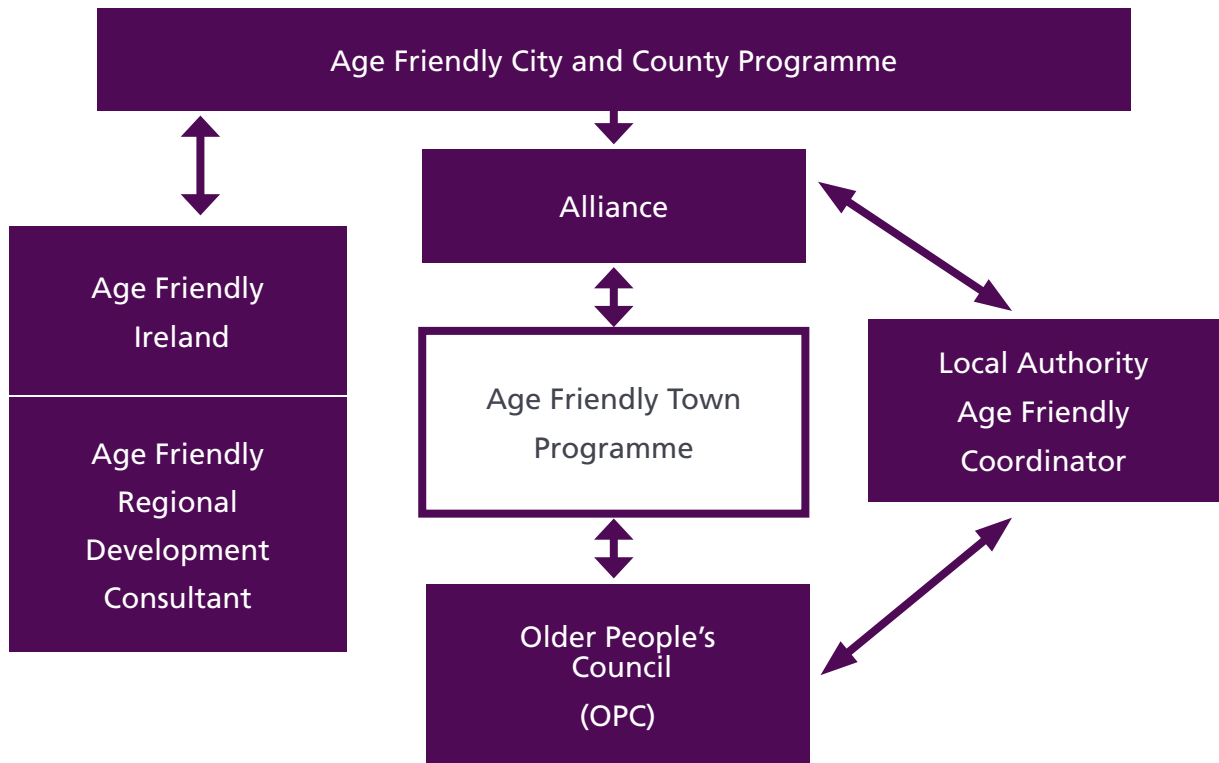 Age Friendly City and County Programme
Alliance
Age Friendly
Ireland
Age Friendly
Regional
Development
Consultant
Age Friendly Town
Programme
Local Authority
Age Friendly
Coordinator
Older People’s
Council
(OPC)